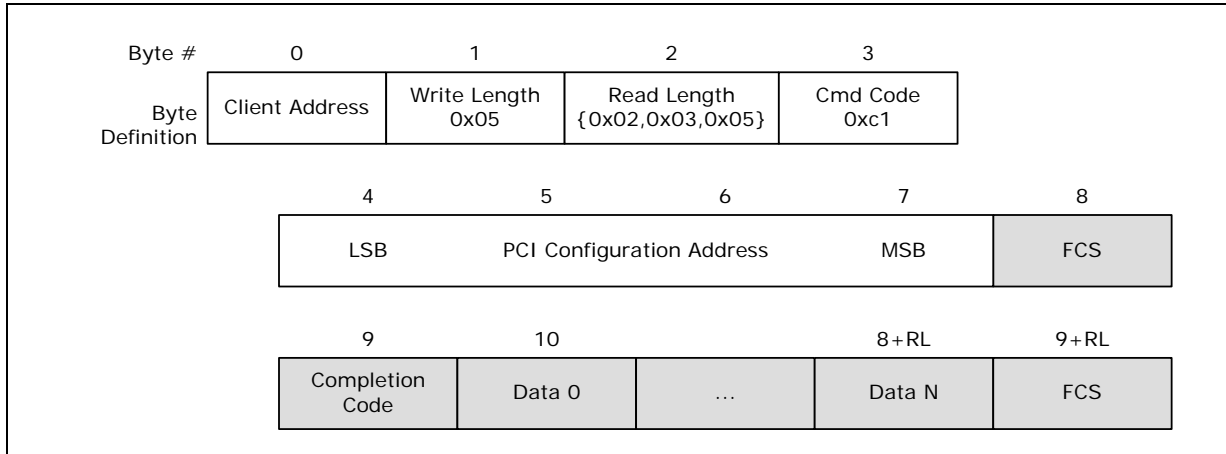 Byte # 0 1 2 3
Byte
Definition
Client Address
Write Length
0x05
Read Length
{0x02,0x03,0x05}
Cmd Code
0xc1
4 5 6 7 8
LSB PCI Configuration Address MSB FCS
9 10 8+RL 9+RL
Completion
Code
Data 0 ... Data N FCS